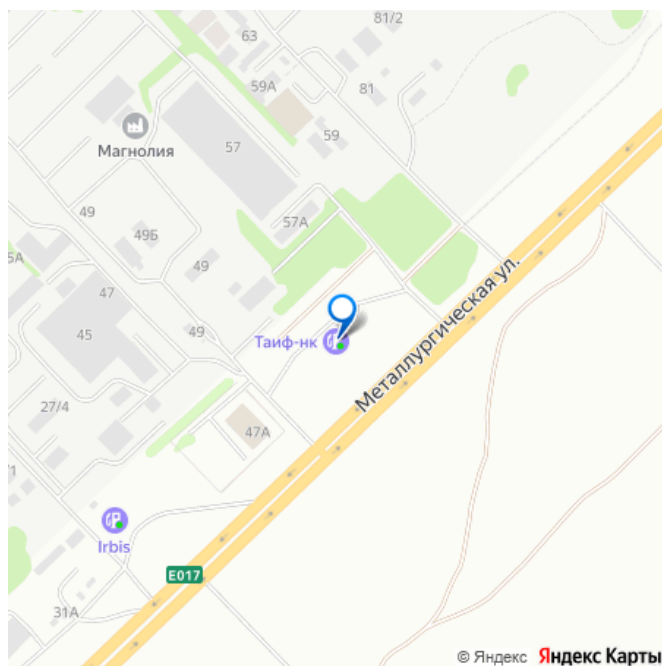 81/2
63
59А
81
Магнолия
57
59
49
57А
49Б
5А
49
47
45
49
Таиф-нк
Металлургическая ул.
27/4
47А
/1
Irbis
E017
31А
© Яндекс Яндекс Карты